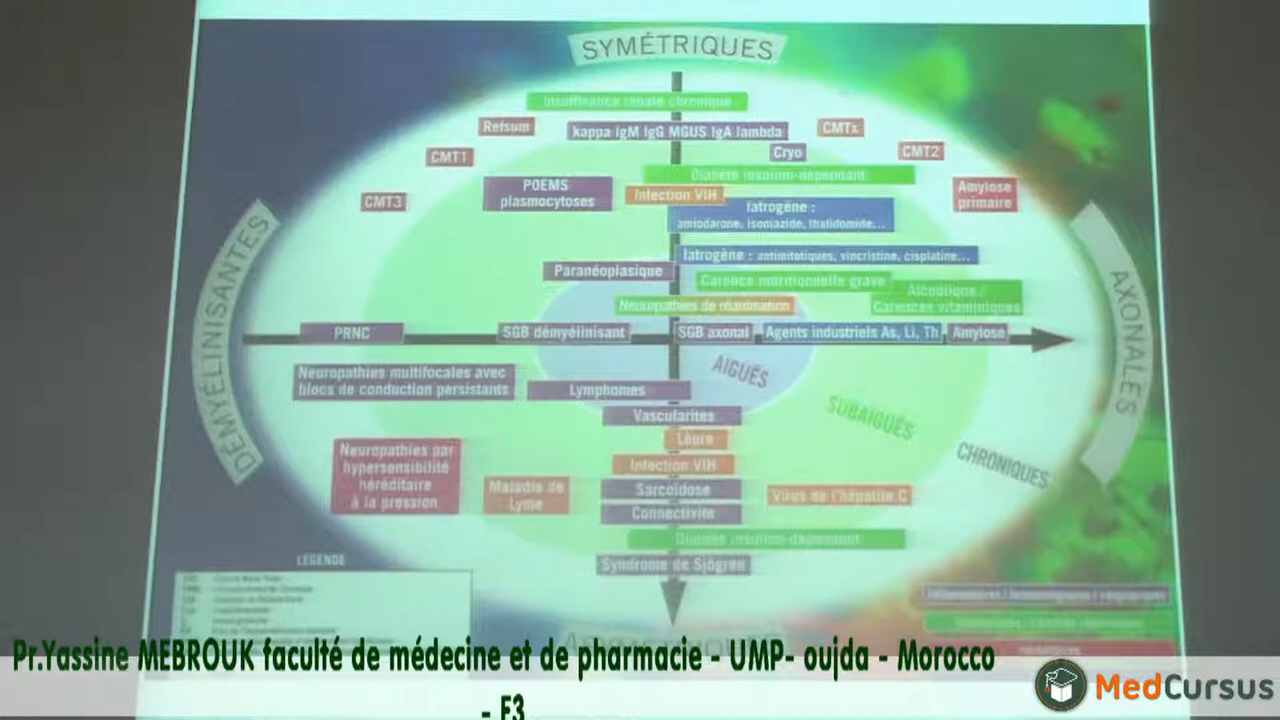 SYMÉTRIQUES
Insuffisance rénale chronique
Refsum
kappa IgM IgG MGUS IgA lambda
CMTx
CMT1
Cryo
CMT2
Diabète insulino-dépendant
CMT3
POEMS
plasmocytoses
Infection VIH
Amylose
primaire
Iatrogène :
amiodarone, isoniazide, thalidomide...
Iatrogène : antimitotiques, vincristine, cisplatine...
Paranéoplasique
Carence nutritionnelle grave
Alcoolique /
Carences vitaminiques
Neuropathies de réanimation
DÉMYÉLINISANTES
AXONALES
PRNC
SGB démyélinisant
SGB axonal
Agents industriels As, Li, Th
Amylose
Neuropathies multifocales avec
blocs de conduction persistants
Lymphomes
AIGUËS
Vascularites
SUBAIGUËS
Lèpre
CHRONIQUES
Neuropathies par
hypersensibilité
héréditaire
à la pression
Infection VIH
Maladie de
Lyme
Sarcoïdose
Virus de l'hépatite C
Connectivite
Diabète insulino-dépendant
Syndrome de Sjögren
LÉGENDE
Pr.Yassine MEBROUK faculté de médecine et de pharmacie - UMP- oujda - Morocco
- F3
MedCursus